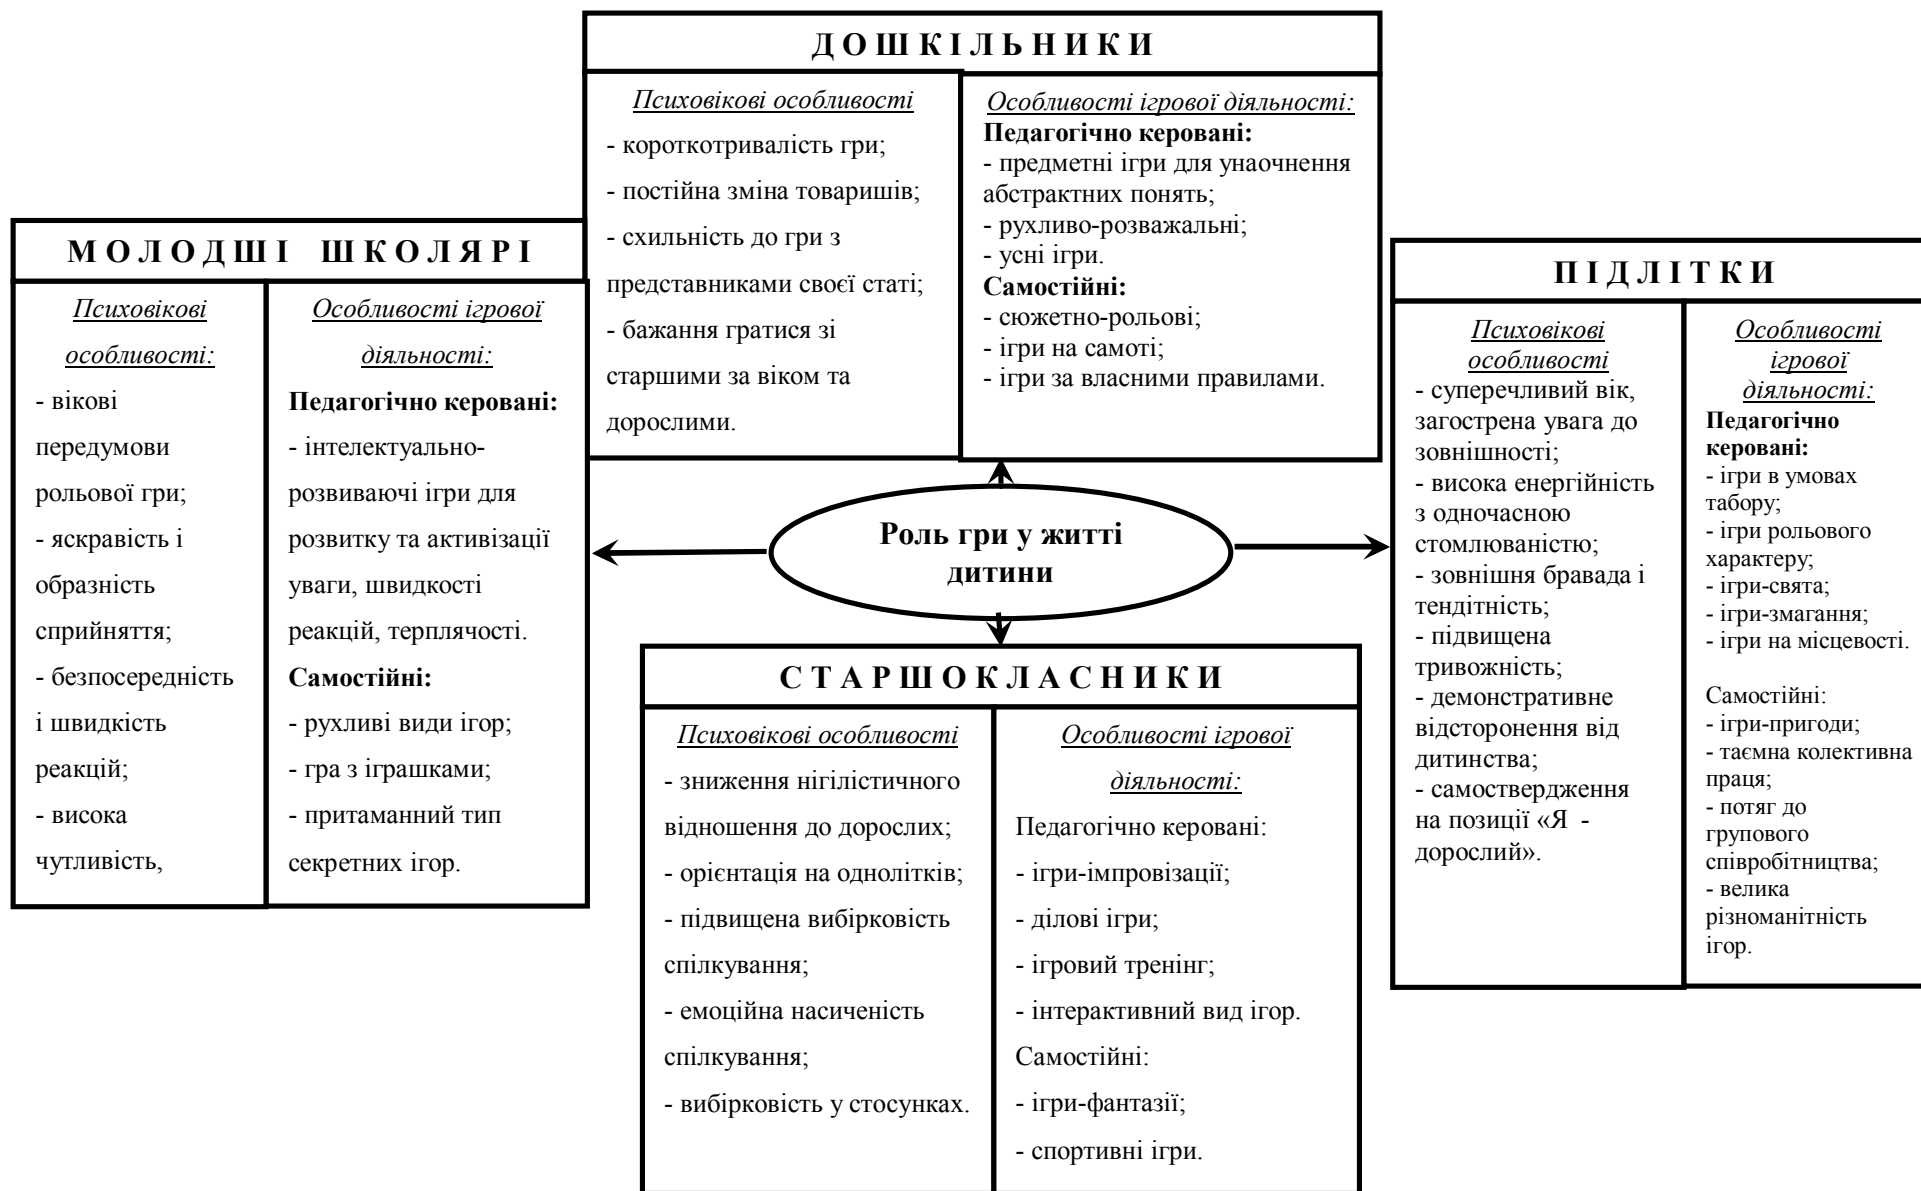 ДОШКІЛЬНИКИ
Психовікові особливості
- короткотривалість гри;
- постійна зміна товаришів;
- схильність до гри з
представниками своєї статі;
- бажання гратися зі
старшими за віком та
дорослими.
Особливості ігрової діяльності:
Педагогічно керовані:
- предметні ігри для унаочнення
абстрактних понять;
- рухливо-розважальні;
- усні ігри.
Самостійні:
- сюжетно-рольові;
- ігри на самоті;
- ігри за власними правилами.
МОЛОДШІ ШКОЛЯРІ
Психовікові
особливості:
- вікові
передумови
рольової гри;
- яскравість і
образність
сприйняття;
- безпосередність
і швидкість
реакцій;
- висока
чутливість,
Особливості ігрової
діяльності:
Педагогічно керовані:
- інтелектуально-
розвиваючі ігри для
розвитку та активізації
уваги, швидкості
реакцій, терплячості.
Самостійні:
- рухливі види ігор;
- гра з іграшками;
- притаманний тип
секретних ігор.
Роль гри у житті
дитини
ПІДЛІТКИ
Психовікові
особливості
- суперечливий вік,
загострена увага до
зовнішності;
- висока енергійність
з одночасною
стомлюваністю;
- зовнішня бравада і
тендітність;
- підвищена
тривожність;
- демонстративне
відсторонення від
дитинства;
- самоствердження
на позиції «Я -
дорослий».
Особливості
ігрової
діяльності:
Педагогічно
керовані:
- ігри в умовах
табору;
- ігри рольового
характеру;
- ігри-свята;
- ігри-змагання;
- ігри на місцевості.
Самостійні:
- ігри-пригоди;
- таємна колективна
праця;
- потяг до
групового
співробітництва;
- велика
різноманітність
ігор.
СТАРШОКЛАСНИКИ
Психовікові особливості
- зниження нігілістичного
відношення до дорослих;
- орієнтація на однолітків;
- підвищена вибірковість
спілкування;
- емоційна насиченість
спілкування;
- вибірковість у стосунках.
Особливості ігрової
діяльності:
Педагогічно керовані:
- ігри-імпровізації;
- ділові ігри;
- ігровий тренінг;
- інтерактивний вид ігор.
Самостійні:
- ігри-фантазії;
- спортивні ігри.